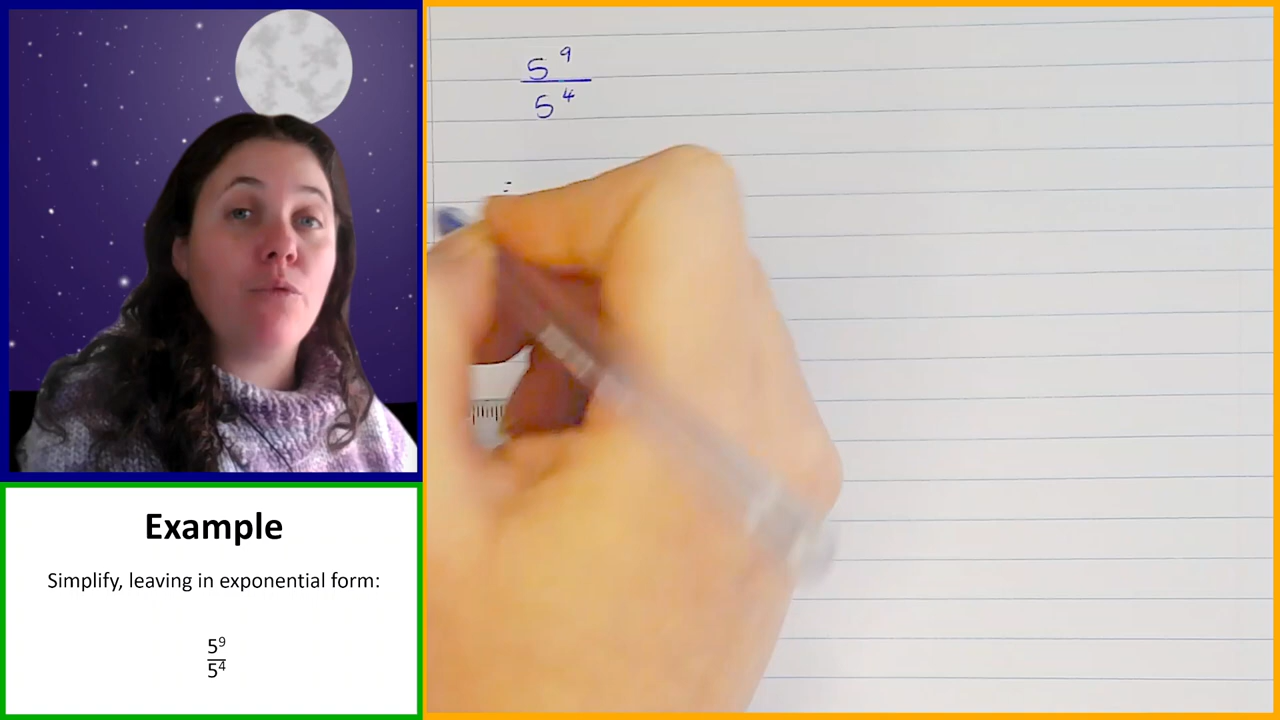 5⁹
5⁴
=
Example
Simplify, leaving in exponential form:
5⁹
5⁴